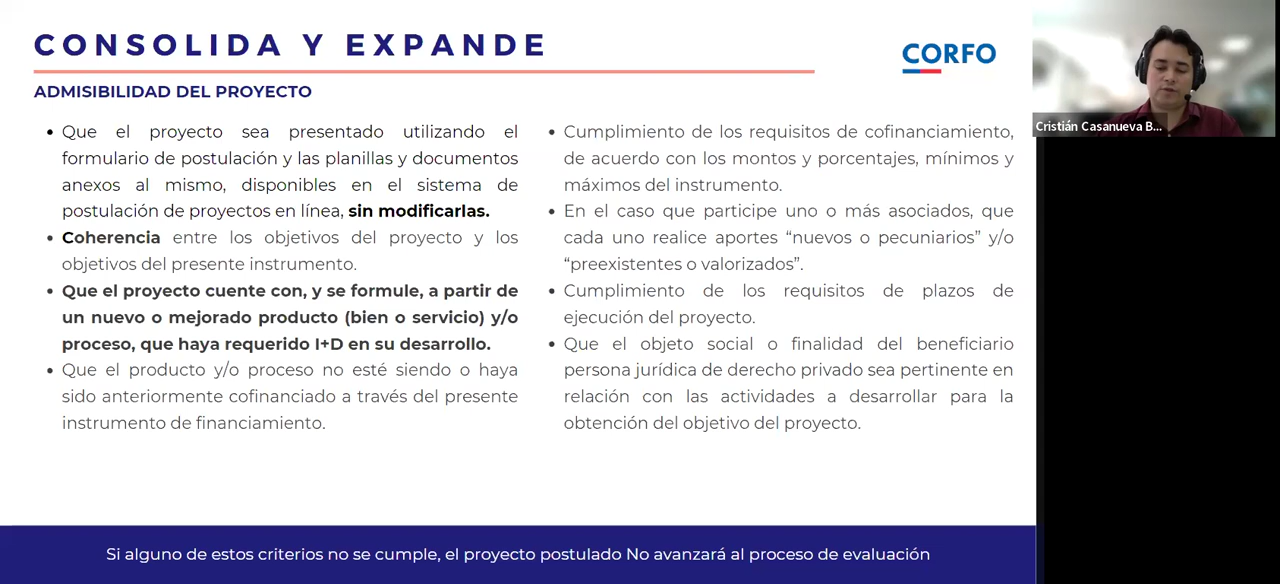 CONSOLIDA Y EXPANDE
CORFO
ADMISIBILIDAD DEL PROYECTO
• Que el proyecto sea presentado utilizando el
formulario de postulación y las planillas y documentos
anexos al mismo, disponibles en el sistema de
postulación de proyectos en línea, sin modificarlas.
• Coherencia entre los objetivos del proyecto y los
objetivos del presente instrumento.
• Que el proyecto cuente con, y se formule, a partir de
un nuevo o mejorado producto (bien o servicio) y/o
proceso, que haya requerido I+D en su desarrollo.
• Que el producto y/o proceso no esté siendo o haya
sido anteriormente cofinanciado a través del presente
instrumento de financiamiento.
• Cumplimiento de los requisitos de cofinanciamiento,
de acuerdo con los montos y porcentajes, mínimos y
máximos del instrumento.
• En el caso que participe uno o más asociados, que
cada uno realice aportes “nuevos o pecuniarios” y/o
“preexistentes o valorizados”.
• Cumplimiento de los requisitos de plazos de
ejecución del proyecto.
• Que el objeto social o finalidad del beneficiario
persona jurídica de derecho privado sea pertinente en
relación con las actividades a desarrollar para la
obtención del objetivo del proyecto.
Si alguno de estos criterios no se cumple, el proyecto postulado No avanzará al proceso de evaluación
Cristián Casanueva B...